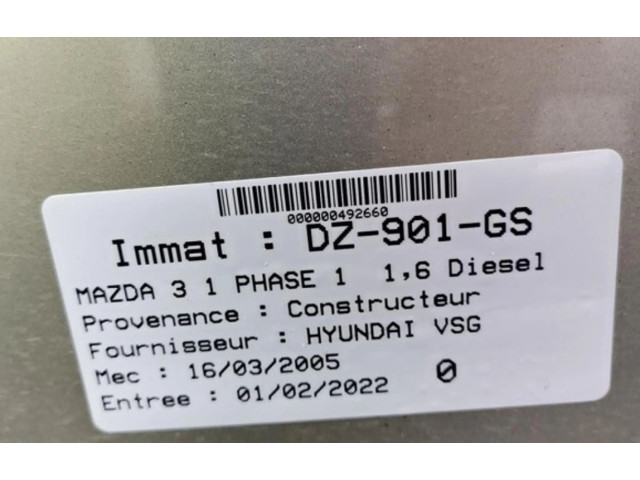 000000492660
Immat : DZ-901-GS
MAZDA 3 1 PHASE 1 1,6 Diesel
Provenance : Constructeur
Fournisseur : HYUNDAI VSG
Mec : 16/03/2005
0
Entree : 01/02/2022